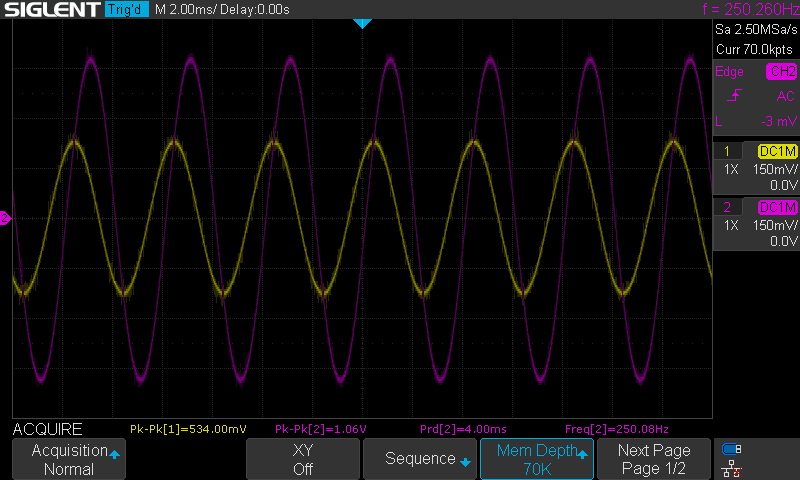 SIGLENT Trig'd M 2.00ms/ Delay:0.00s f = 250.260Hz
Sa 2.50MSa/s
Curr 70.0kpts
Edge CH2
AC
L -3 mV
1 DC1M
1X 150mV/
0.0V
2 DC1M
1X 150mV/
0.0V
2
ACQUIRE Pk-Pk[1]=534.00mV Pk-Pk[2]=1.06V Prd[2]=4.00ms Freq[2]=250.08Hz
Acquisition
Normal
XY
Off
Sequence
Mem Depth
70K
Next Page
Page 1/2